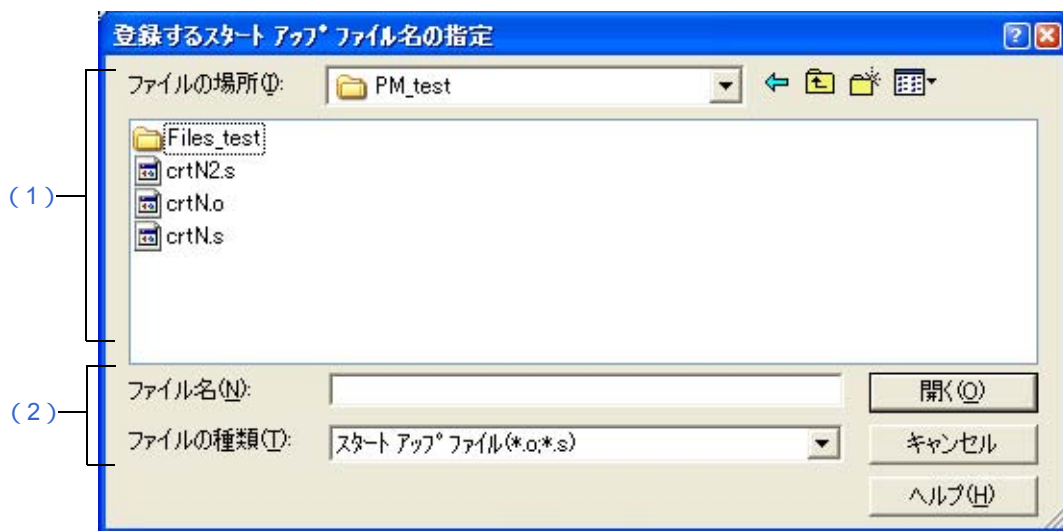 登録するスタート アップ ファイル名の指定
(1)
ファイルの場所(I):
PM_test
Files_test
crtN2.s
crtN.o
crtN.s
(2)
ファイル名(N):
開く(O)
ファイルの種類(T):
スタート アップ ファイル(*.o;*.s)
キャンセル
ヘルプ(H)